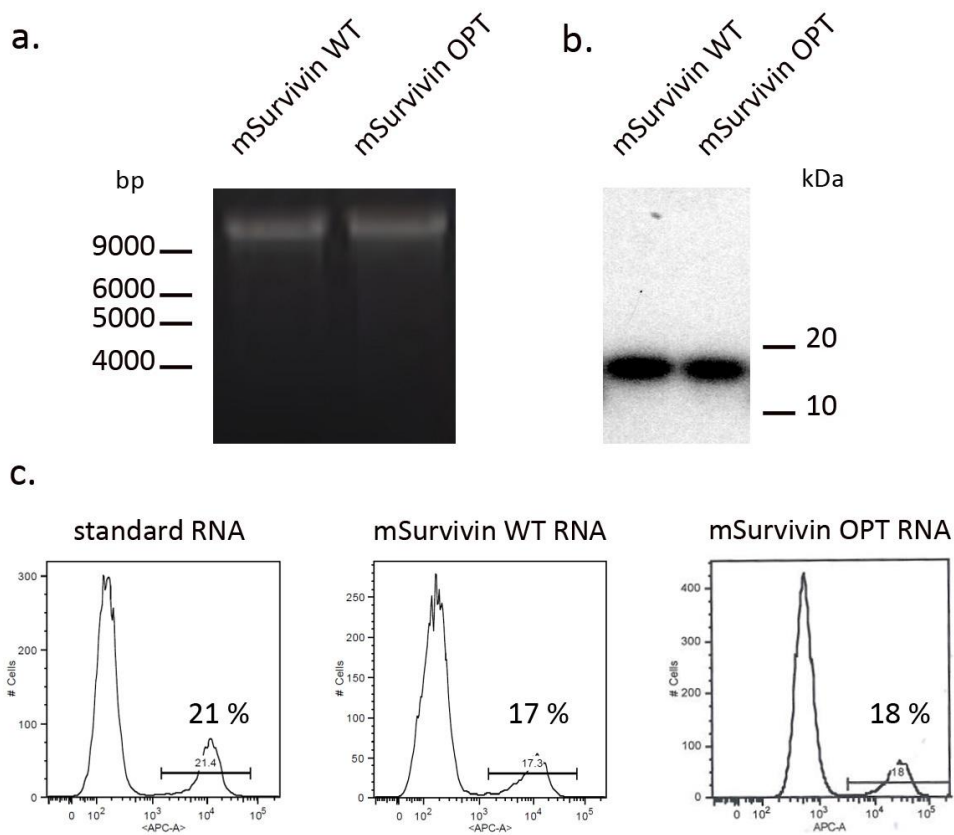 a.
mSurvivin WT
mSurvivin OPT
bp
9000
6000
5000
4000
b.
mSurvivin WT
mSurvivin OPT
kDa
20
10
c.
standard RNA
# Cells
300
200
100
0
21 %
21.4
0 10² 10³ 10⁴ 10⁵
<APC-A>
mSurvivin WT RNA
# Cells
250
200
150
100
50
0
17 %
17.3
0 10² 10³ 10⁴ 10⁵
<APC-A>
mSurvivin OPT RNA
# Cells
400
300
200
100
0
18 %
18
0 10² 10³ 10⁴ 10⁵
APC-A